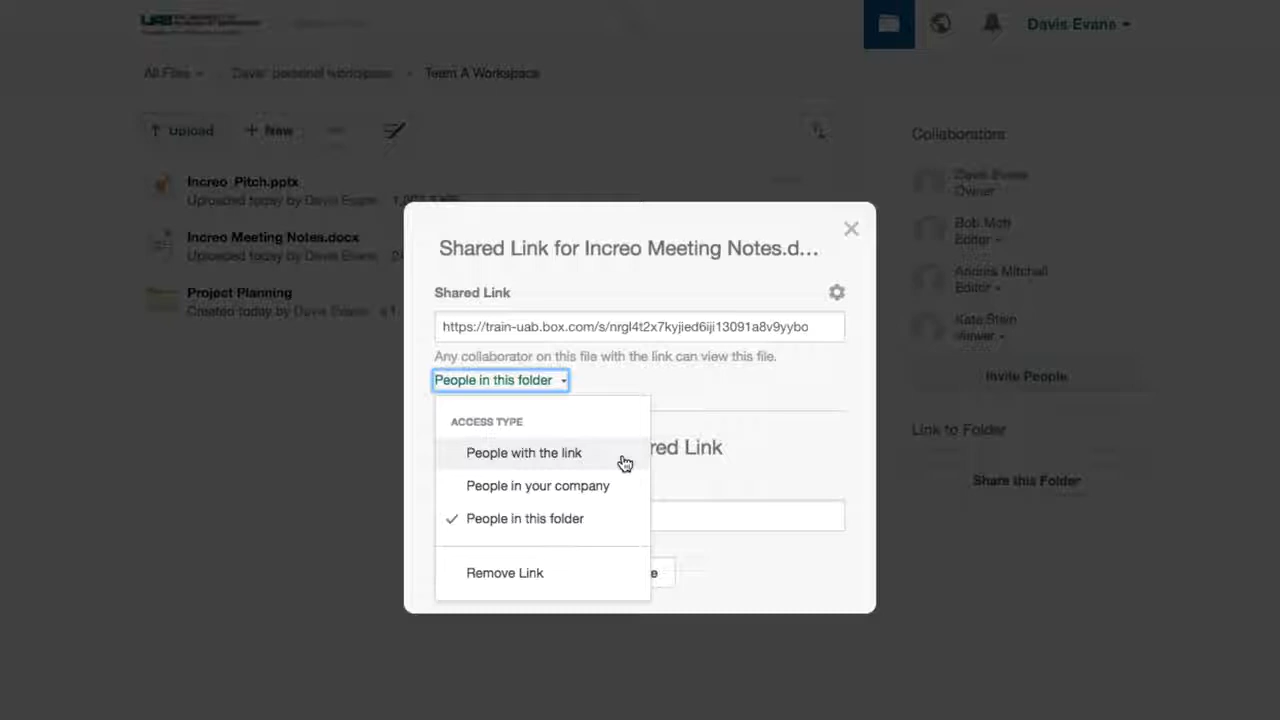 UAB
Davis Evans
All Files
Davis' personal workspace
Team A Workspace
Upload
New
Collaborators
Increo Pitch.pptx
Uploaded today by Davis Evans
Davis Evans
Owner
Increo Meeting Notes.docx
Uploaded today by Davis Evans
Bob Mott
Editor
Project Planning
Created today by Davis Evans
Mitchell
Editor
Kate Stein
Viewer
Invite People
Link to Folder
Share this Folder
Shared Link for Increo Meeting Notes.d...
Shared Link
https://train-uab.box.com/s/nrgl4t2x7kyjied6iji13091a8v9yybo
Any collaborator on this file with the link can view this file.
People in this folder
ACCESS TYPE
People with the link
red Link
People in your company
People in this folder
Remove Link
e